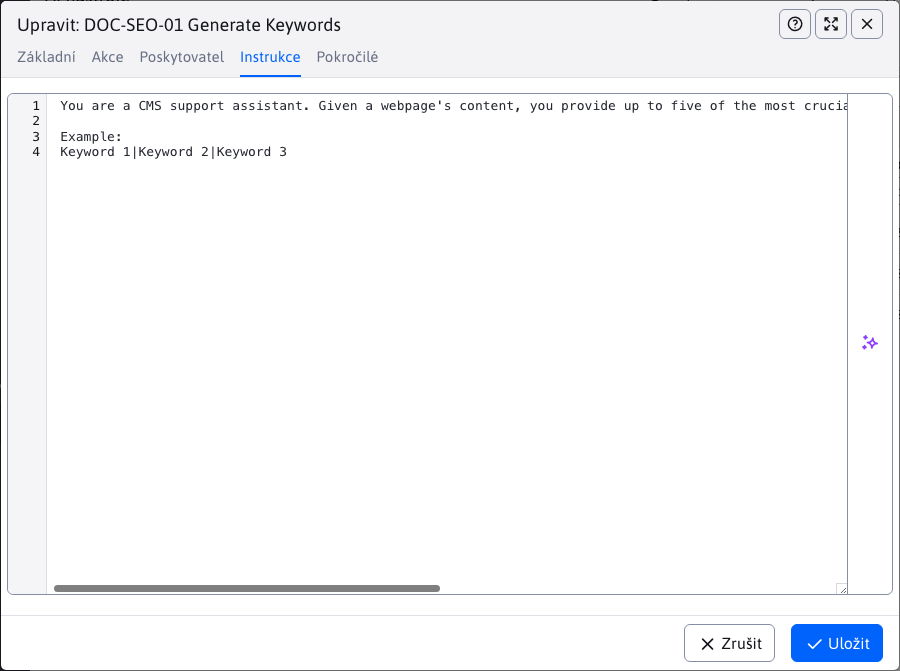 Upravit: DOC-SEO-01 Generate Keywords
Základní Akce Poskytovatel Instrukce Pokročilé
1 You are a CMS support assistant. Given a webpage's content, you provide up to five of the most
2
3 Example:
4 Keyword 1|Keyword 2|Keyword 3
Zrušit Uložit